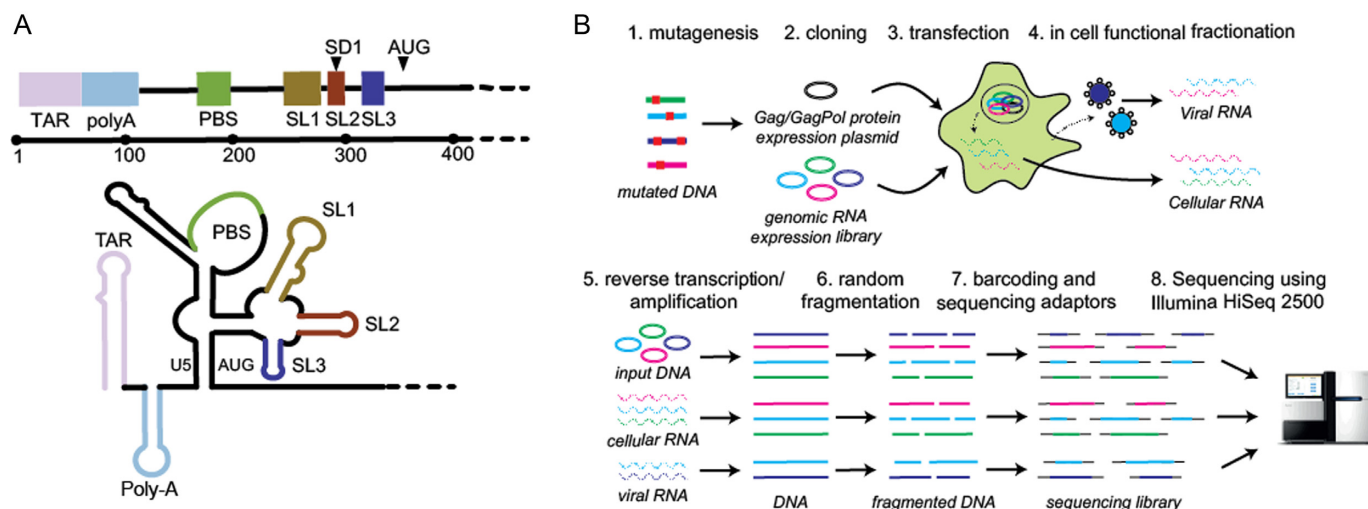 A
SD1
AUG
TAR
polyA
PBS
SL1
SL2
SL3
1
100
200
300
400
TAR
PBS
SL1
SL2
SL3
U5
AUG
Poly-A
B
1. mutagenesis
2. cloning
3. transfection
4. in cell functional fractionation
mutated DNA
Gag/GagPol protein
expression plasmid
genomic RNA
expression library
Viral RNA
Cellular RNA
5. reverse transcription/
amplification
6. random
fragmentation
7. barcoding and
sequencing adaptors
8. Sequencing using
Illumina HiSeq 2500
input DNA
cellular RNA
viral RNA
DNA
fragmented DNA
sequencing library